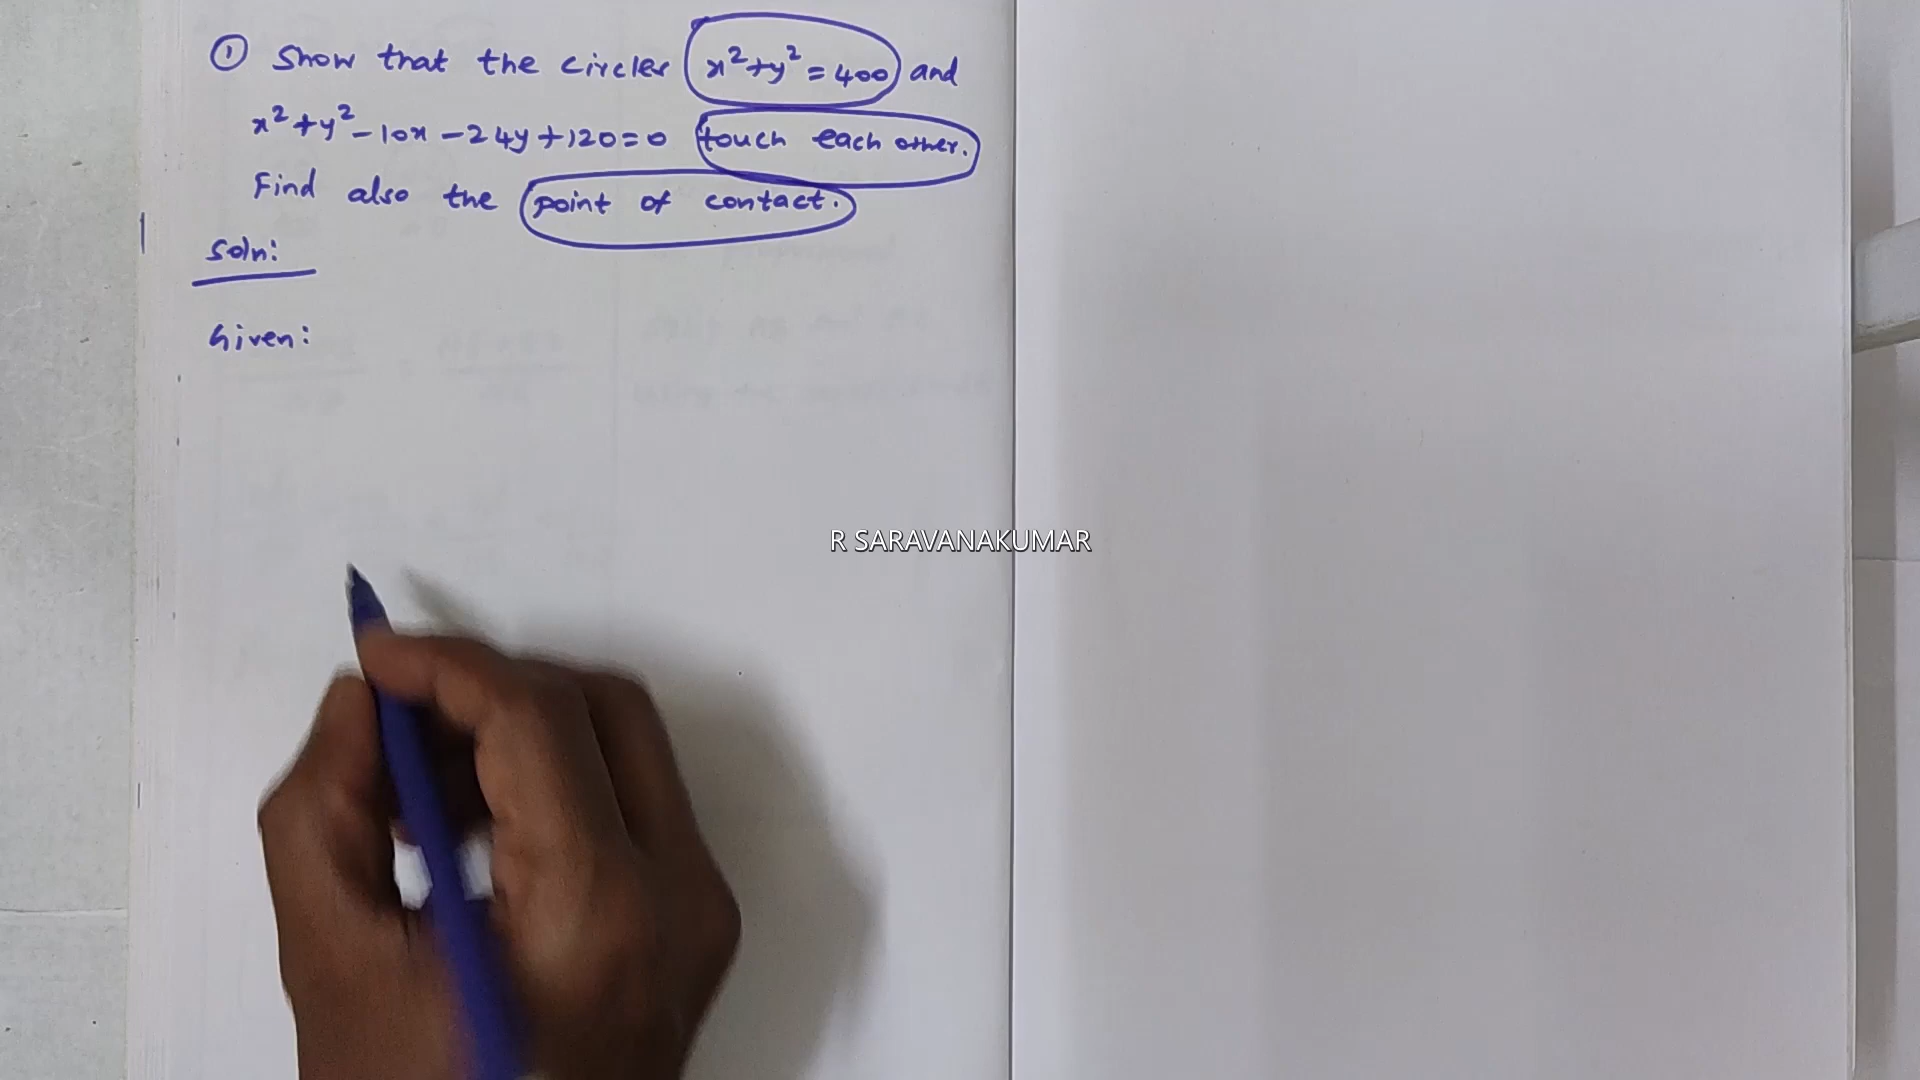 ① Show that the circles x²+y²=400 and
x²+y²-10x-24y+120=0 touch each other.
Find also the point of contact.
Soln:
Given:
R SARAVANAKUMAR